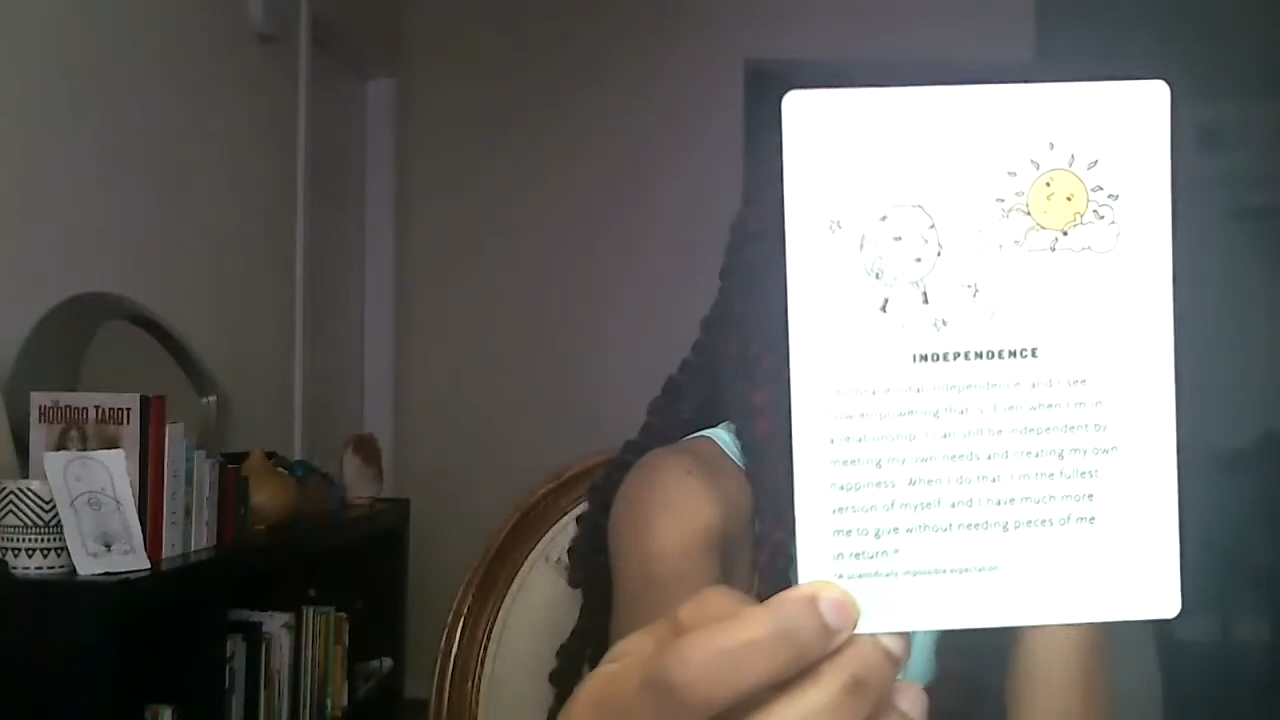 HOODOO TAROT
INDEPENDENCE
total independence, and I see
how empowering that is. Even when I'm in
a relationship, I can still be independent by
meeting my own needs and creating my own
happiness. When I do that, I'm the fullest
version of myself, and I have much more
me to give without needing pieces of me
in return.*
*A scientifically impossible expectation